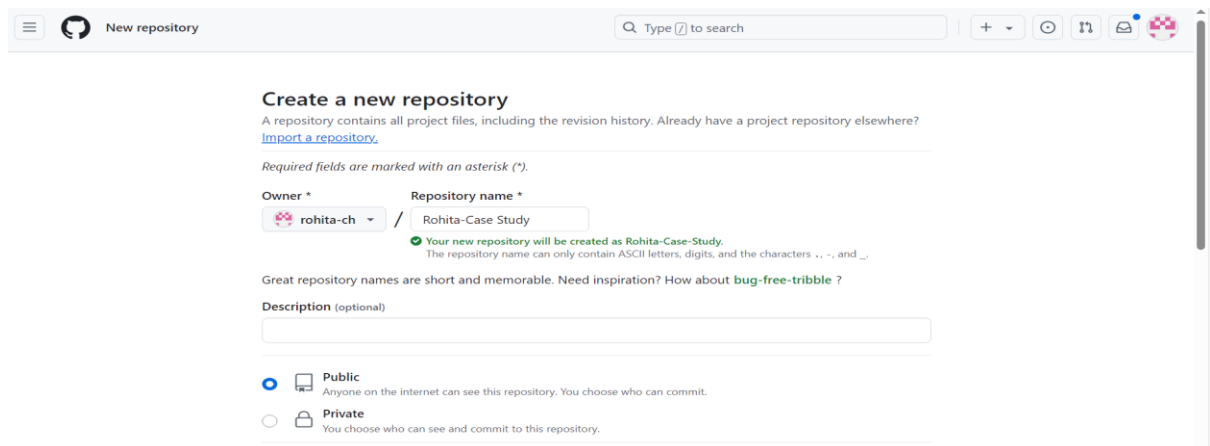 New repository
Type / to search
Create a new repository
A repository contains all project files, including the revision history. Already have a project repository elsewhere?
Import a repository.
Required fields are marked with an asterisk (*).
Owner * Repository name *
rohita-ch / Rohita-Case Study
Your new repository will be created as Rohita-Case-Study.
The repository name can only contain ASCII letters, digits, and the characters ., -, and _.
Great repository names are short and memorable. Need inspiration? How about bug-free-tribble ?
Description (optional)
Public
Anyone on the internet can see this repository. You choose who can commit.
Private
You choose who can see and commit to this repository.